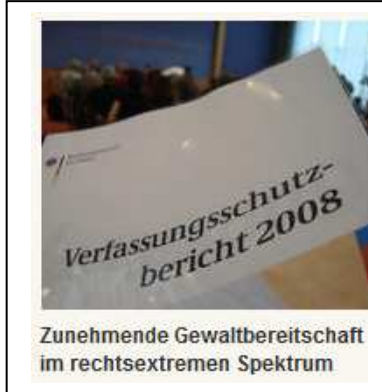 Verfassungsschutz-
bericht 2008
Zunehmende Gewaltbereitschaft
im rechtsextremen Spektrum